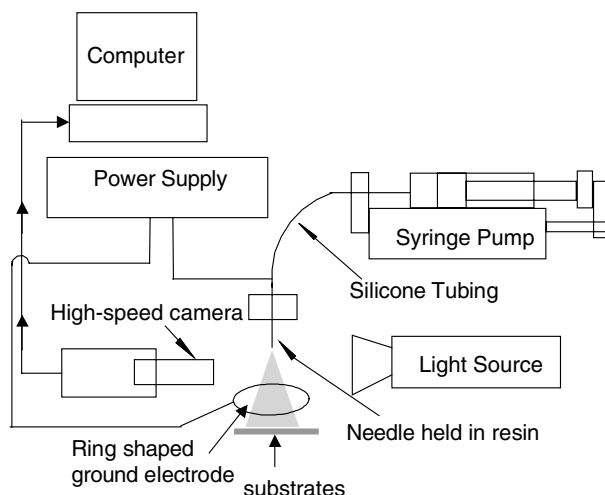 Computer
Power Supply
Syringe Pump
Silicone Tubing
High-speed camera
Light Source
Needle held in resin
Ring shaped
ground electrode
substrates